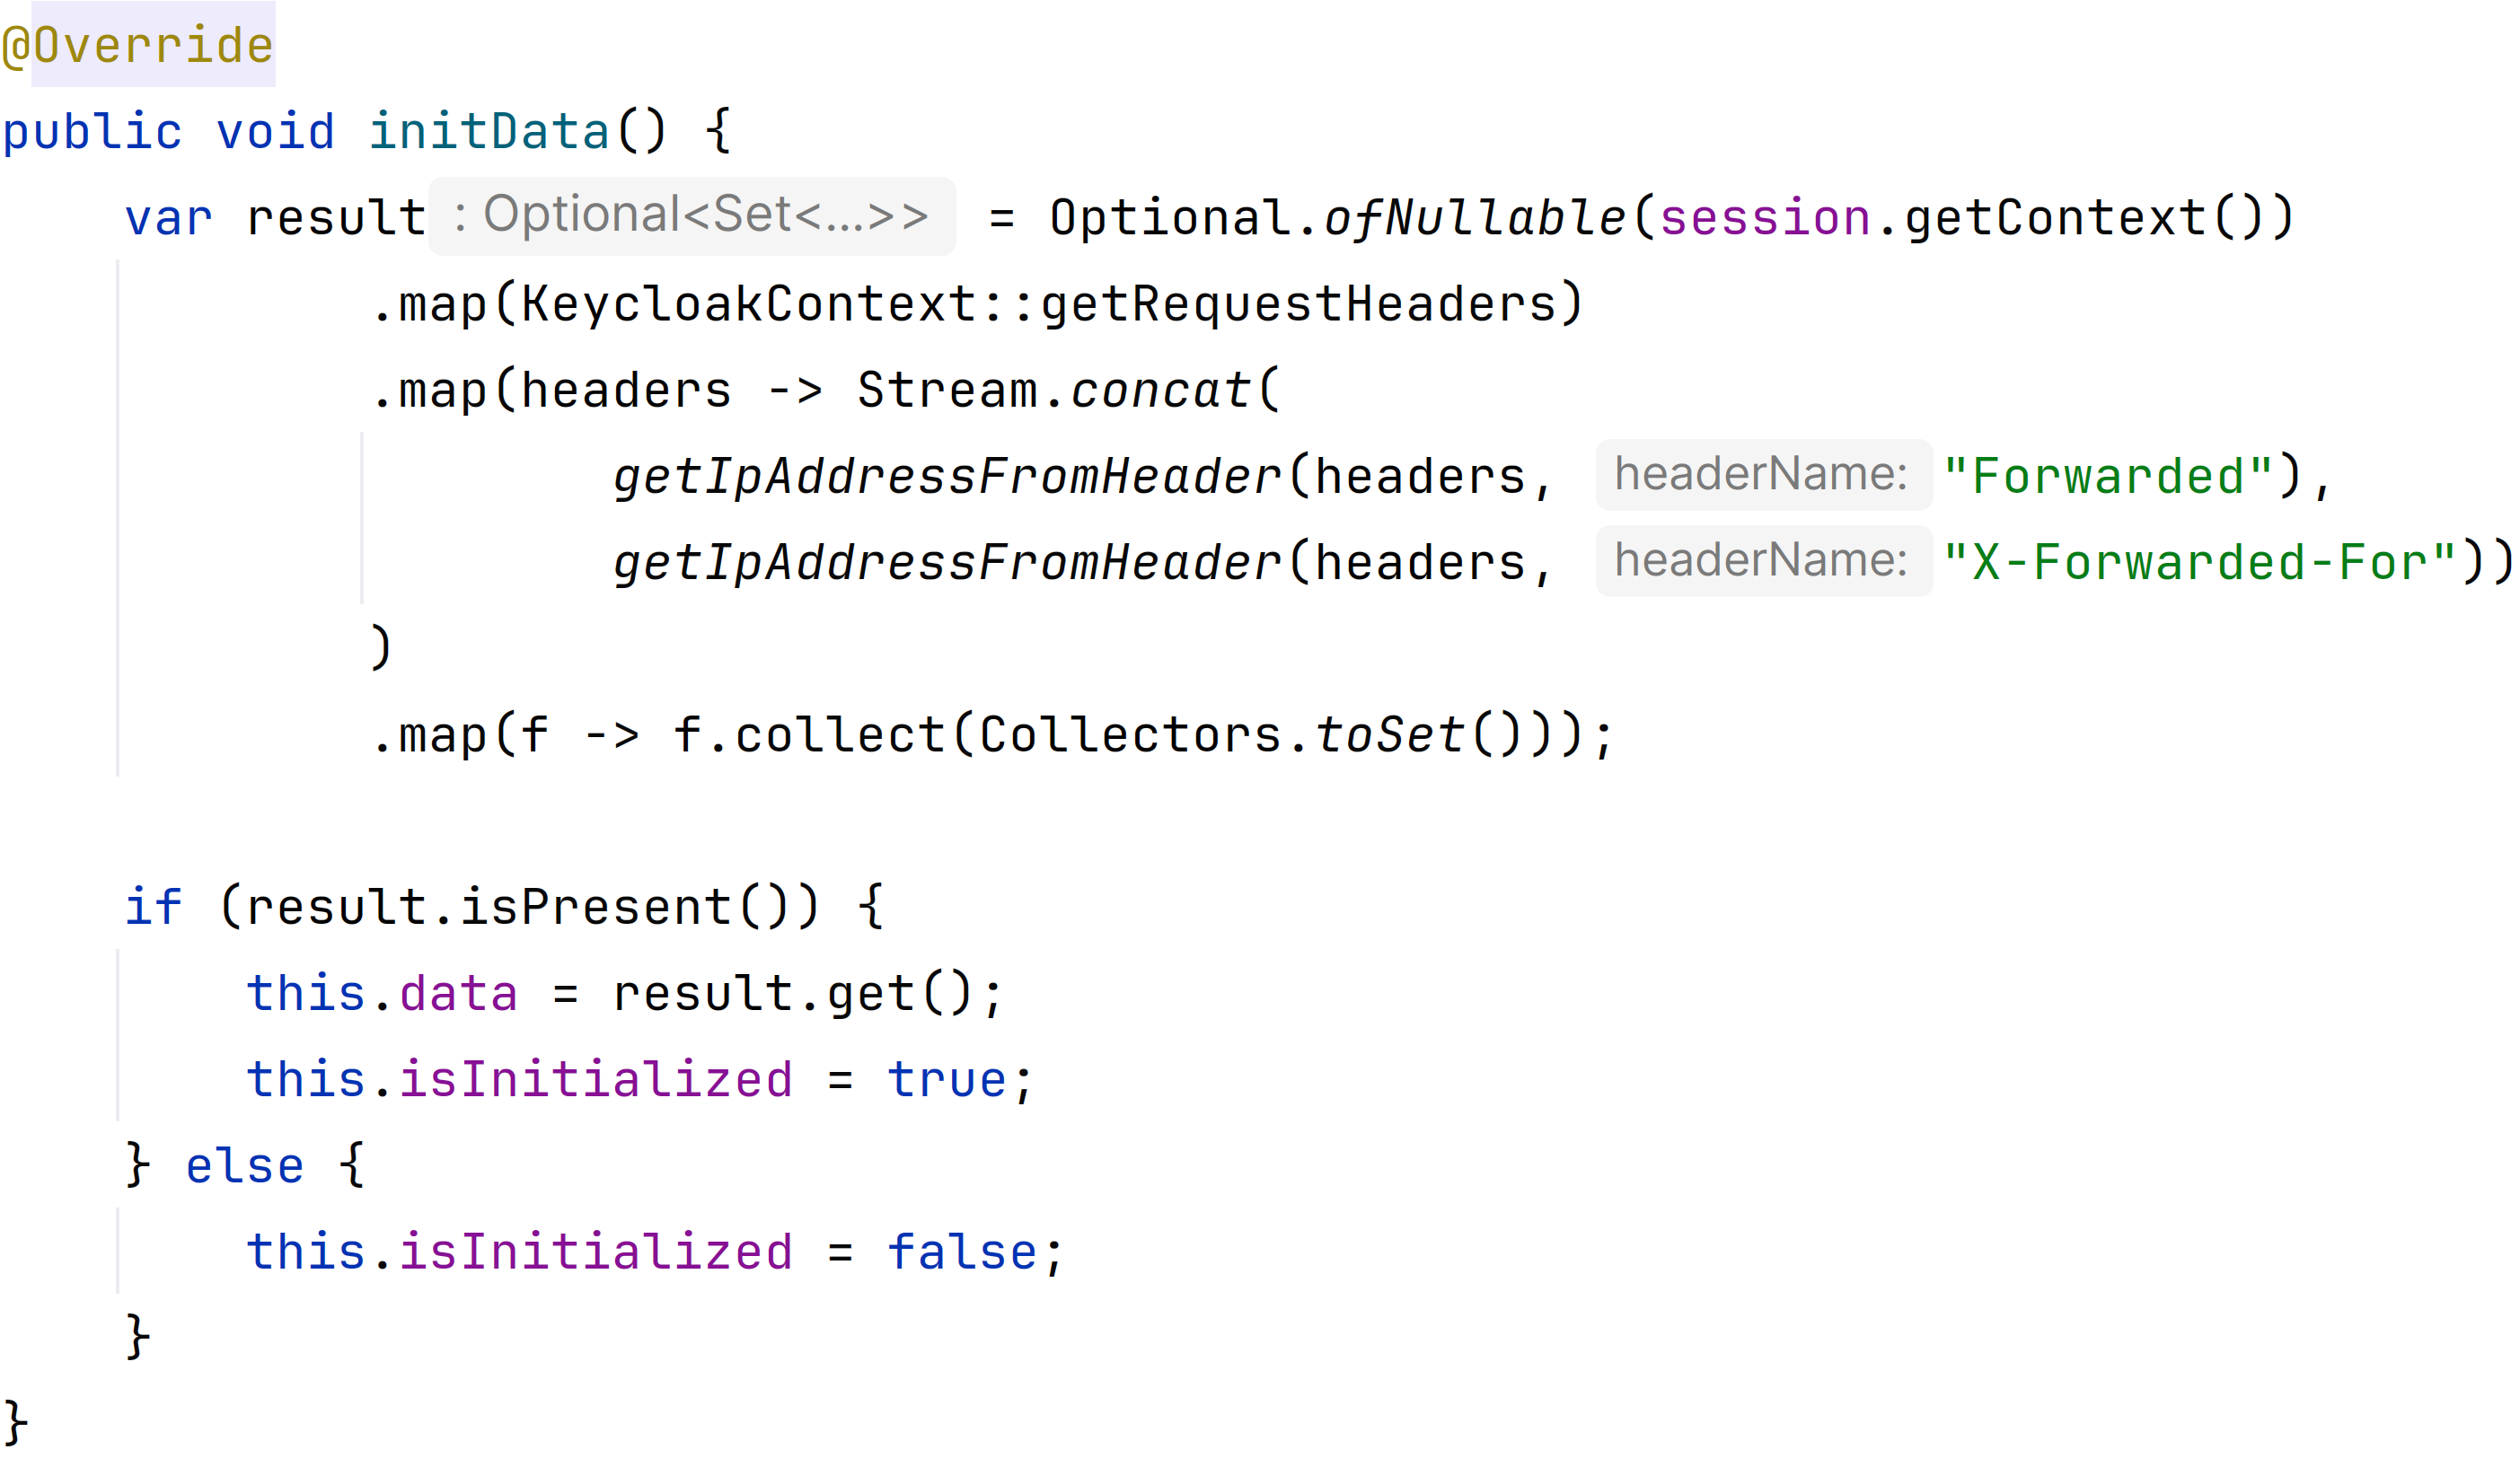 @Override
public void initData() {
    var result : Optional<Set<...>>  = Optional.ofNullable(session.getContext())
            .map(KeycloakContext::getRequestHeaders)
            .map(headers -> Stream.concat(
                    getIpAddressFromHeader(headers, headerName: "Forwarded"),
                    getIpAddressFromHeader(headers, headerName: "X-Forwarded-For"))
            )
            .map(f -> f.collect(Collectors.toSet()));

    if (result.isPresent()) {
        this.data = result.get();
        this.isInitialized = true;
    } else {
        this.isInitialized = false;
    }
}